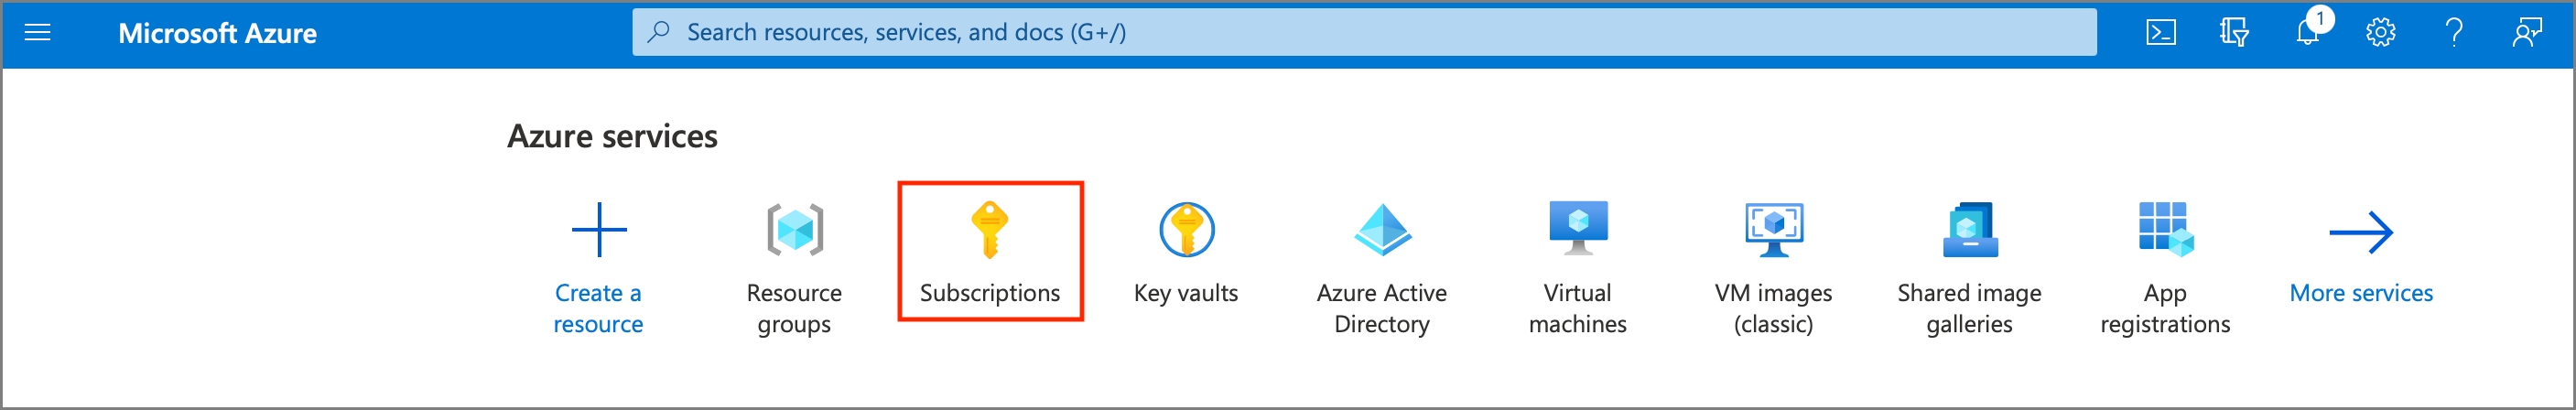 Microsoft Azure
Search resources, services, and docs (G+/)
1
Azure services
Create a
resource
Resource
groups
Subscriptions
Key vaults
Azure Active
Directory
Virtual
machines
VM images
(classic)
Shared image
galleries
App
registrations
More services